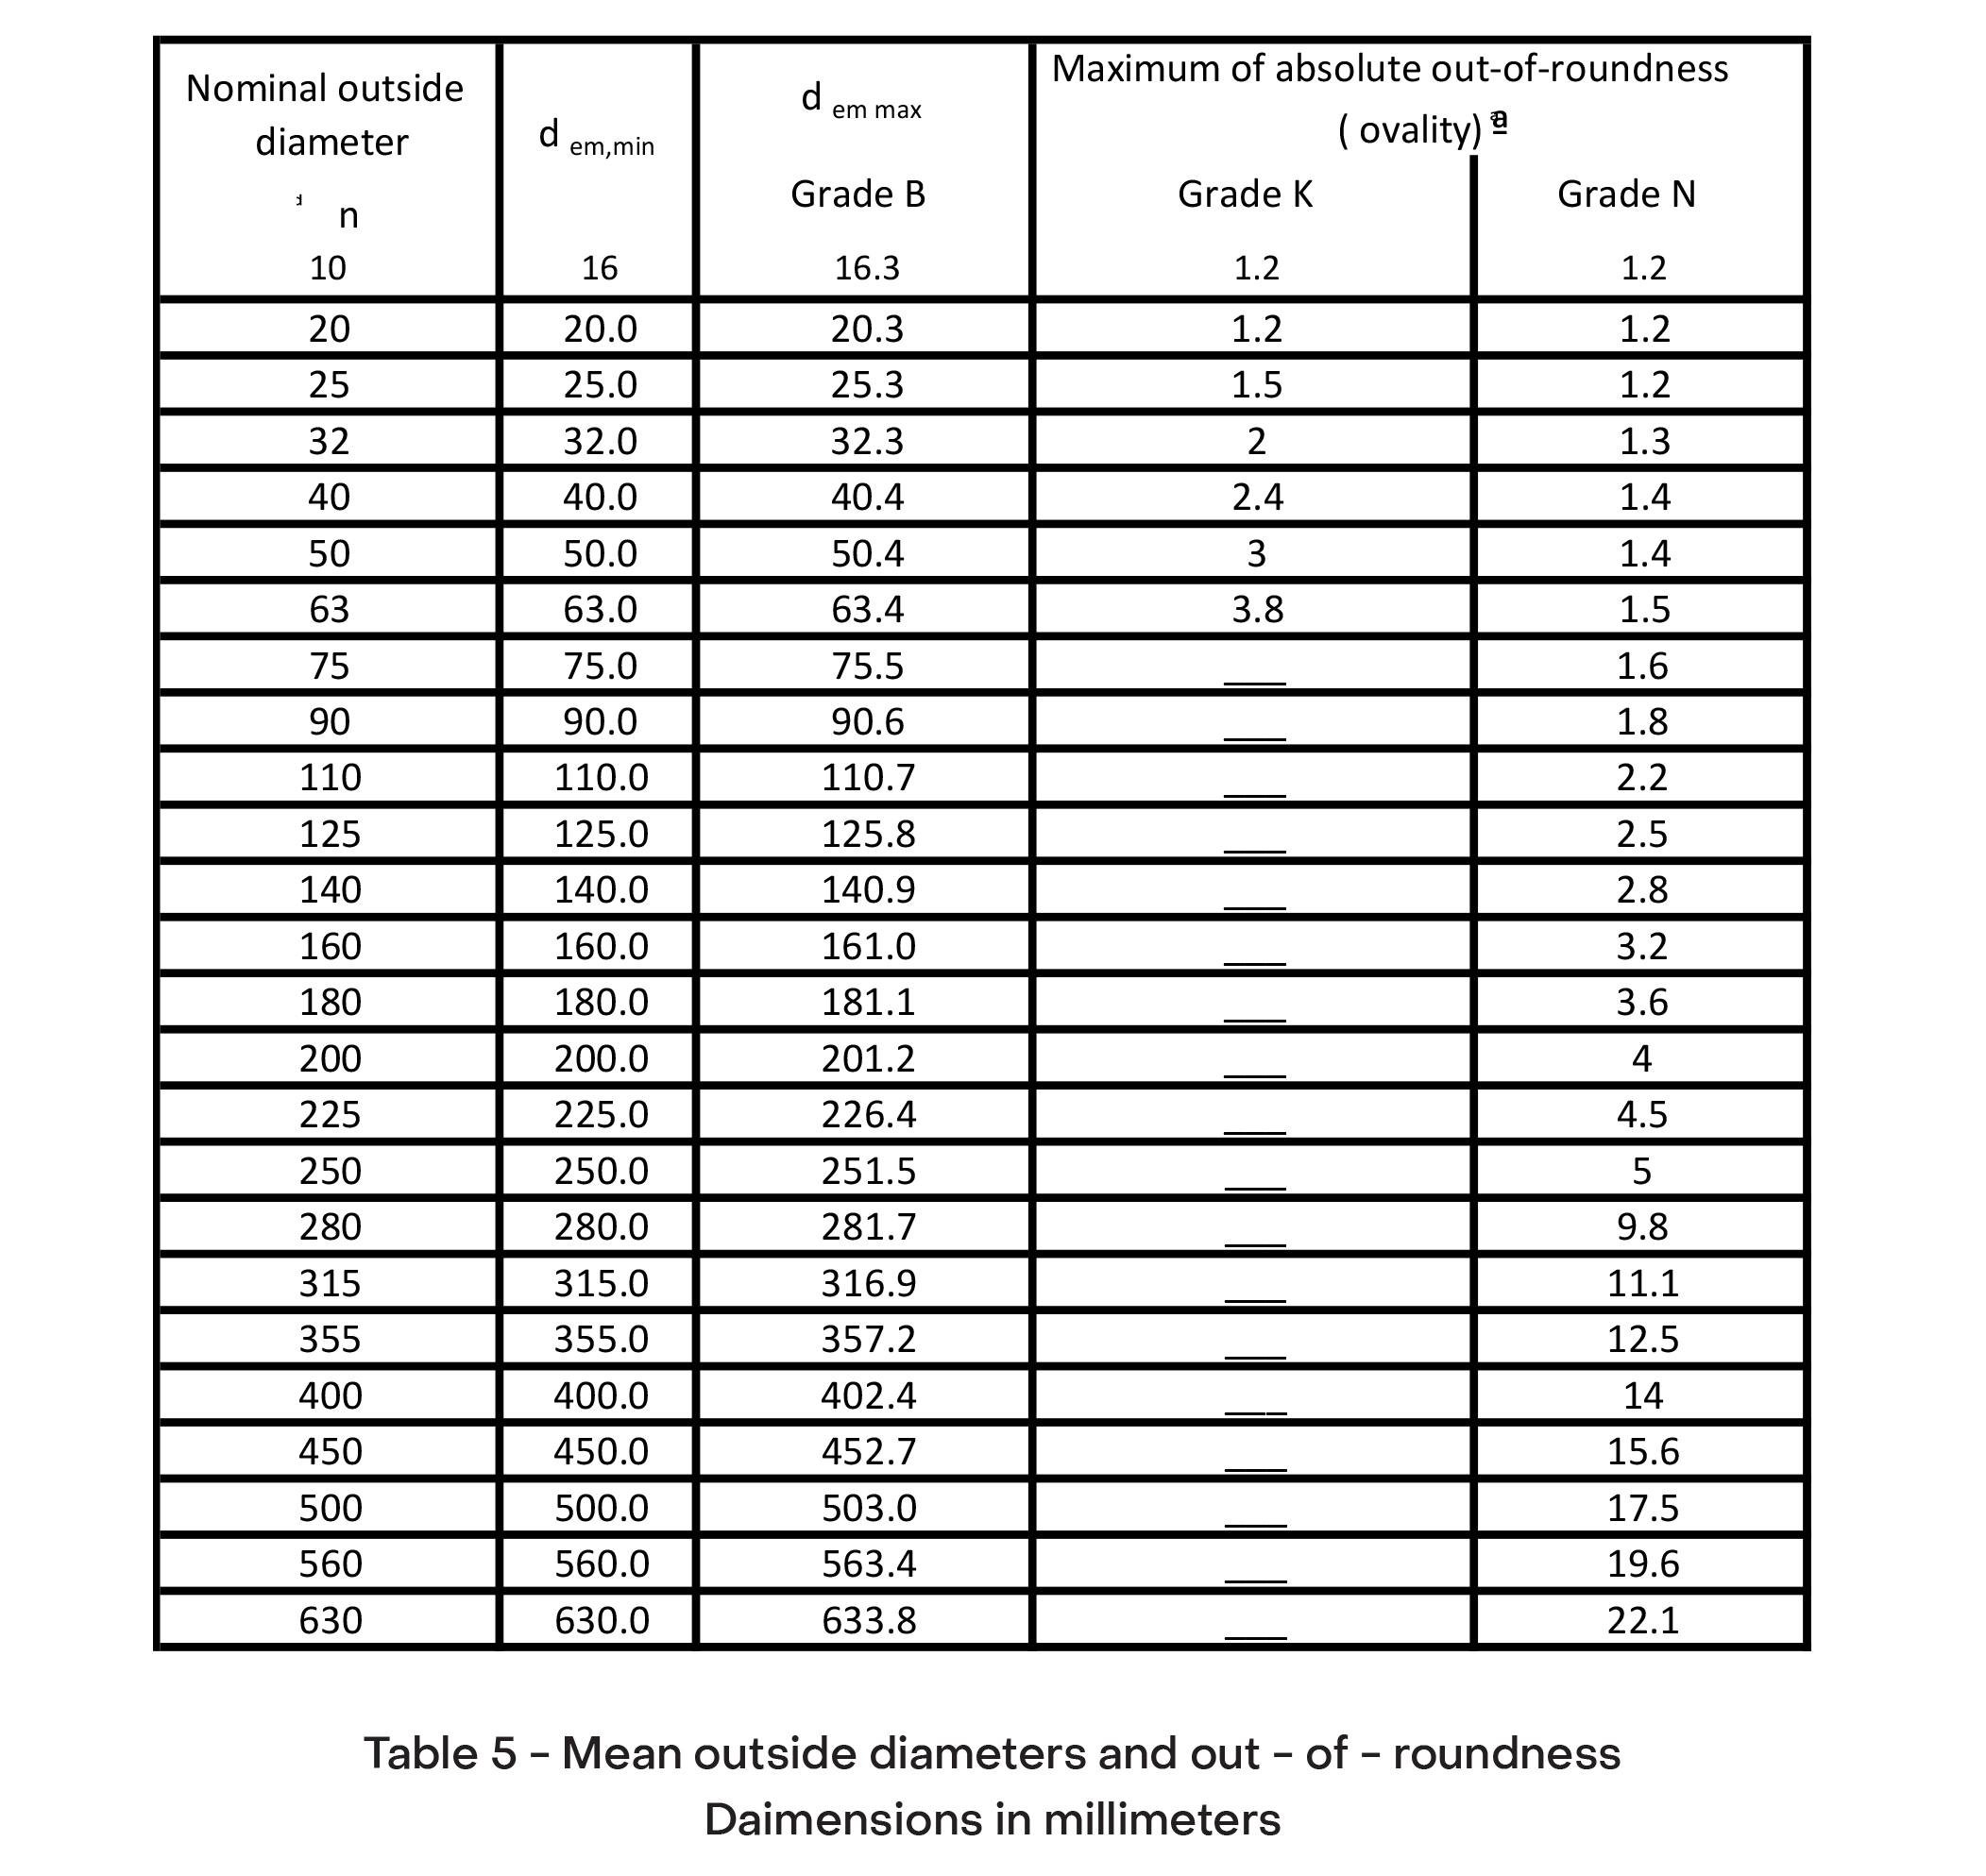 Nominal outside diameter d n | d em,min | d em max Grade B | Maximum of absolute out-of-roundness ( ovality) a Grade K | Grade N
10 16 16.3 1.2 1.2
20 20.0 20.3 1.2 1.2
25 25.0 25.3 1.5 1.2
32 32.0 32.3 2 1.3
40 40.0 40.4 2.4 1.4
50 50.0 50.4 3 1.4
63 63.0 63.4 3.8 1.5
75 75.0 75.5 ___ 1.6
90 90.0 90.6 ___ 1.8
110 110.0 110.7 ___ 2.2
125 125.0 125.8 ___ 2.5
140 140.0 140.9 ___ 2.8
160 160.0 161.0 ___ 3.2
180 180.0 181.1 ___ 3.6
200 200.0 201.2 ___ 4
225 225.0 226.4 ___ 4.5
250 250.0 251.5 ___ 5
280 280.0 281.7 ___ 9.8
315 315.0 316.9 ___ 11.1
355 355.0 357.2 ___ 12.5
400 400.0 402.4 ___ 14
450 450.0 452.7 ___ 15.6
500 500.0 503.0 ___ 17.5
560 560.0 563.4 ___ 19.6
630 630.0 633.8 ___ 22.1
Table 5 – Mean outside diameters and out – of – roundness
Daimensions in millimeters